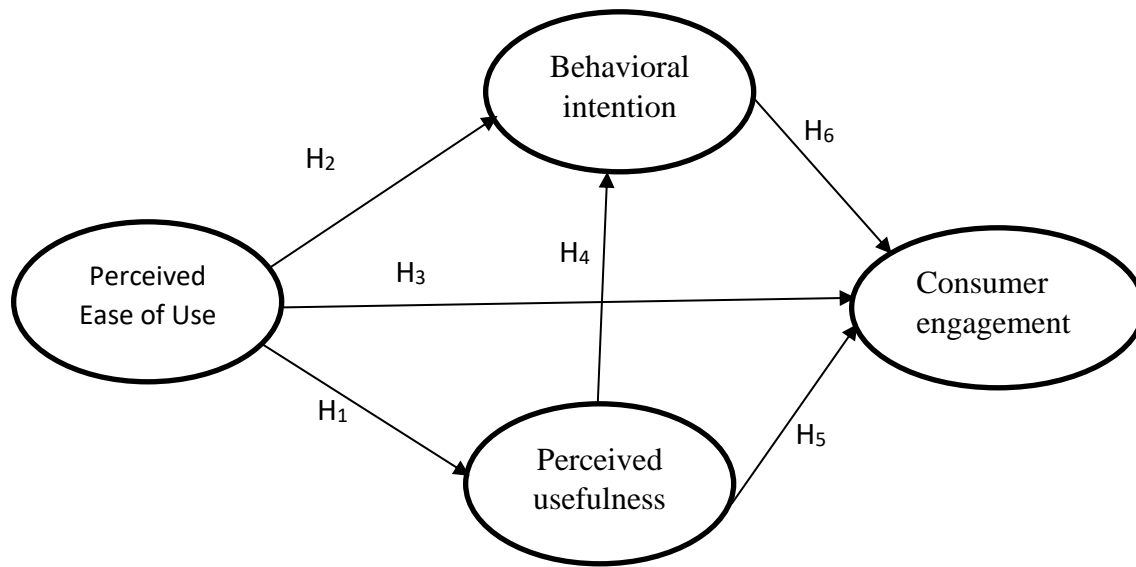 Behavioral
intention
H₆
H₂
H₄
H₃
Perceived
Ease of Use
Consumer
engagement
H₁
H₅
Perceived
usefulness